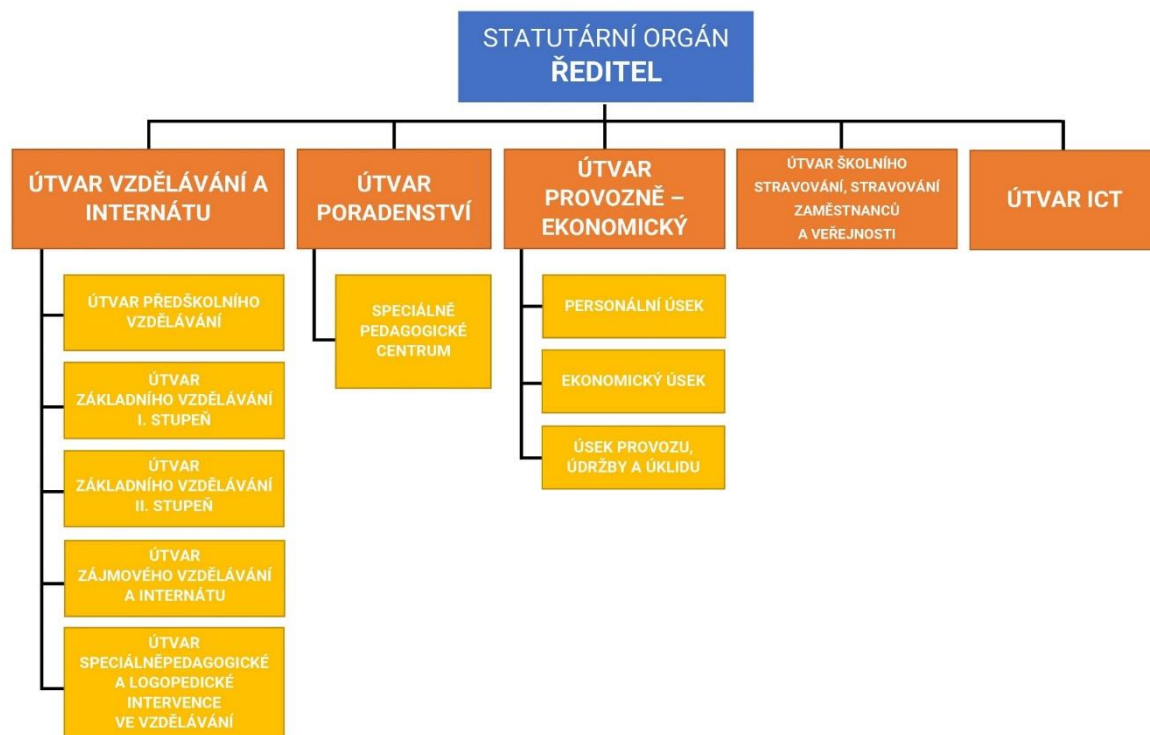 STATUTÁRNÍ ORGÁN
ŘEDITEL
ÚTVAR VZDĚLÁVÁNÍ A
INTERNÁTU
ÚTVAR
PORADENSTVÍ
ÚTVAR
PROVOZNĚ –
EKONOMICKÝ
ÚTVAR ŠKOLNÍHO
STRAVOVÁNÍ, STRAVOVÁNÍ
ZAMĚSTNANCŮ
A VEŘEJNOSTI
ÚTVAR ICT
ÚTVAR PŘEDŠKOLNÍHO
VZDĚLÁVÁNÍ
ÚTVAR
ZÁKLADNÍHO VZDĚLÁVÁNÍ
I. STUPEŇ
ÚTVAR
ZÁKLADNÍHO VZDĚLÁVÁNÍ
II. STUPEŇ
ÚTVAR
ZÁJMOVÉHO VZDĚLÁVÁNÍ
A INTERNÁTU
ÚTVAR
SPECIÁLNĚPEDAGOGICKÉ
A LOGOPEDICKÉ
INTERVENCE
VE VZDĚLÁVÁNÍ
SPECIÁLNĚ
PEDAGOGICKÉ
CENTRUM
PERSONÁLNÍ ÚSEK
EKONOMICKÝ ÚSEK
ÚSEK PROVOZU,
ÚDRŽBY A ÚKLIDU